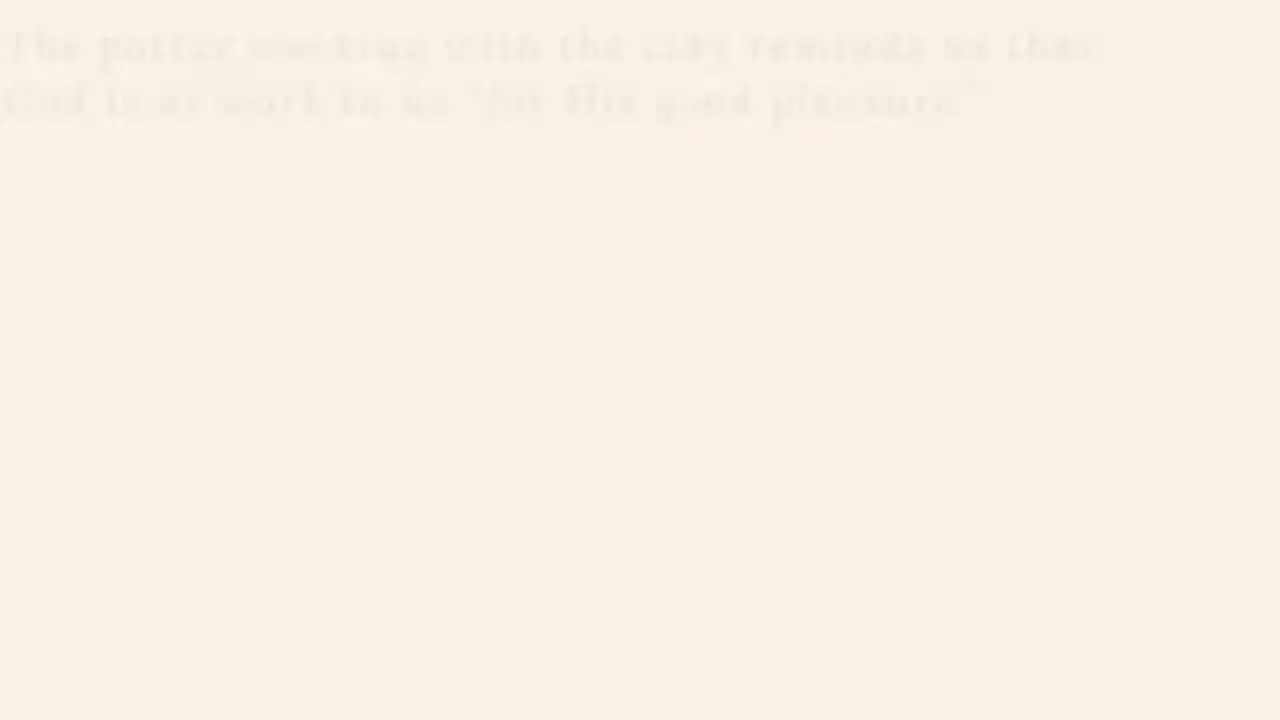 The potter working with the clay reminds us that
God is at work in us "for His good pleasure"